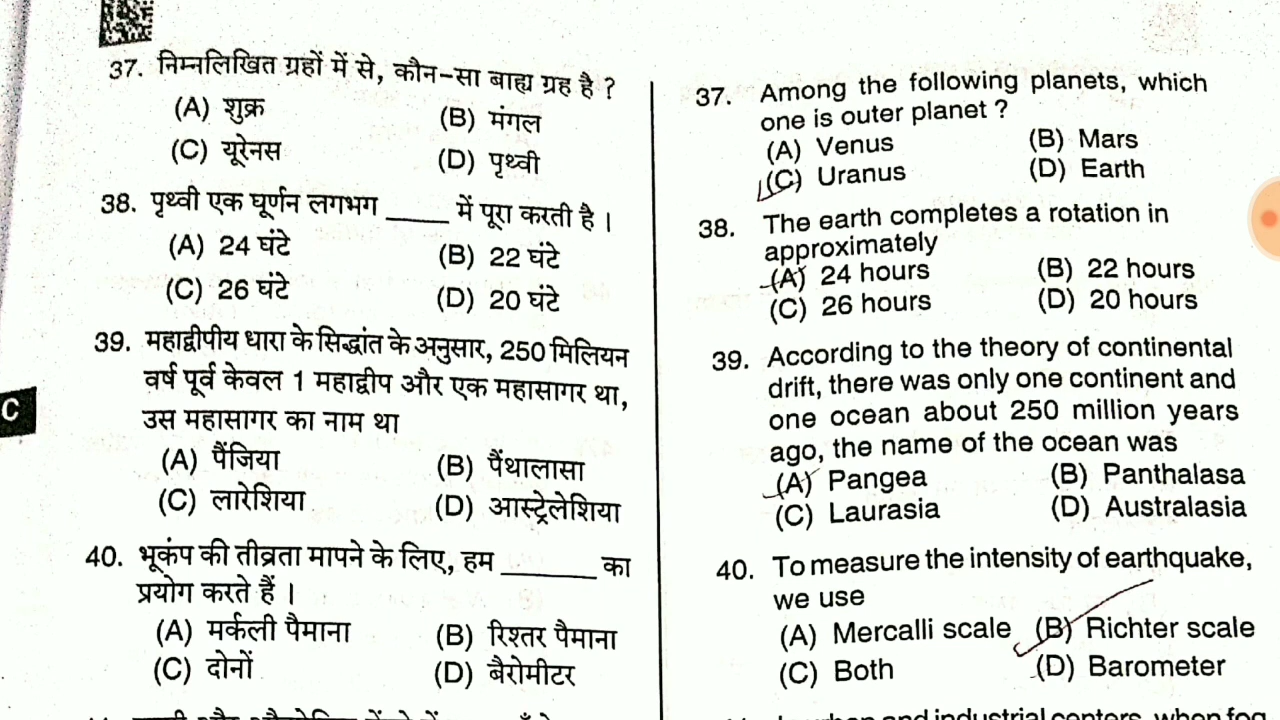 37. निम्नलिखित ग्रहों में से, कौन-सा बाह्य ग्रह है ?
(A) शुक्र (B) मंगल
(C) यूरेनस (D) पृथ्वी
38. पृथ्वी एक घूर्णन लगभग _____ में पूरा करती है ।
(A) 24 घंटे (B) 22 घंटे
(C) 26 घंटे (D) 20 घंटे
39. महाद्वीपीय धारा के सिद्धांत के अनुसार, 250 मिलियन
वर्ष पूर्व केवल 1 महाद्वीप और एक महासागर था,
उस महासागर का नाम था
(A) पैंजिया (B) पैंथालासा
(C) लारेशिया (D) आस्ट्रेलेशिया
40. भूकंप की तीव्रता मापने के लिए, हम _______ का
प्रयोग करते हैं ।
(A) मर्कली पैमाना (B) रिश्तर पैमाना
(C) दोनों (D) बैरोमीटर
C
37. Among the following planets, which
one is outer planet ?
(A) Venus (B) Mars
(C) Uranus (D) Earth
38. The earth completes a rotation in
approximately
(A) 24 hours (B) 22 hours
(C) 26 hours (D) 20 hours
39. According to the theory of continental
drift, there was only one continent and
one ocean about 250 million years
ago, the name of the ocean was
(A) Pangea (B) Panthalasa
(C) Laurasia (D) Australasia
40. To measure the intensity of earthquake,
we use
(A) Mercalli scale (B) Richter scale
(C) Both (D) Barometer
and industrial centers, when fog